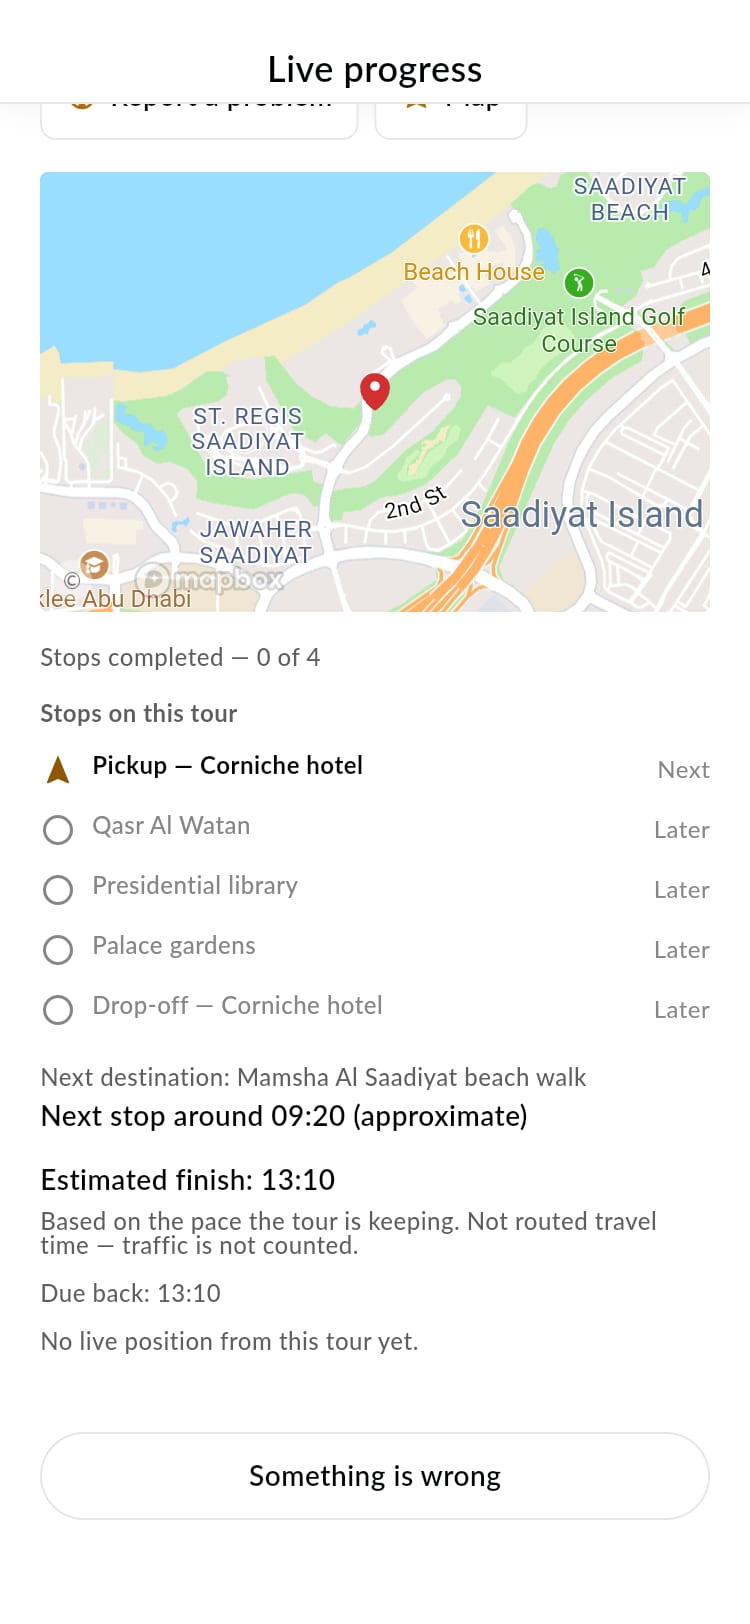 Live progress
Report a problem
Map
SAADIYAT
BEACH
Beach House
Saadiyat Island Golf
Course
ST. REGIS
SAADIYAT
ISLAND
2nd St
Saadiyat Island
JAWAHER
SAADIYAT
© mapbox
klee Abu Dhabi
Stops completed — 0 of 4
Stops on this tour
Pickup — Corniche hotel Next
Qasr Al Watan Later
Presidential library Later
Palace gardens Later
Drop-off — Corniche hotel Later
Next destination: Mamsha Al Saadiyat beach walk
Next stop around 09:20 (approximate)
Estimated finish: 13:10
Based on the pace the tour is keeping. Not routed travel
time — traffic is not counted.
Due back: 13:10
No live position from this tour yet.
Something is wrong